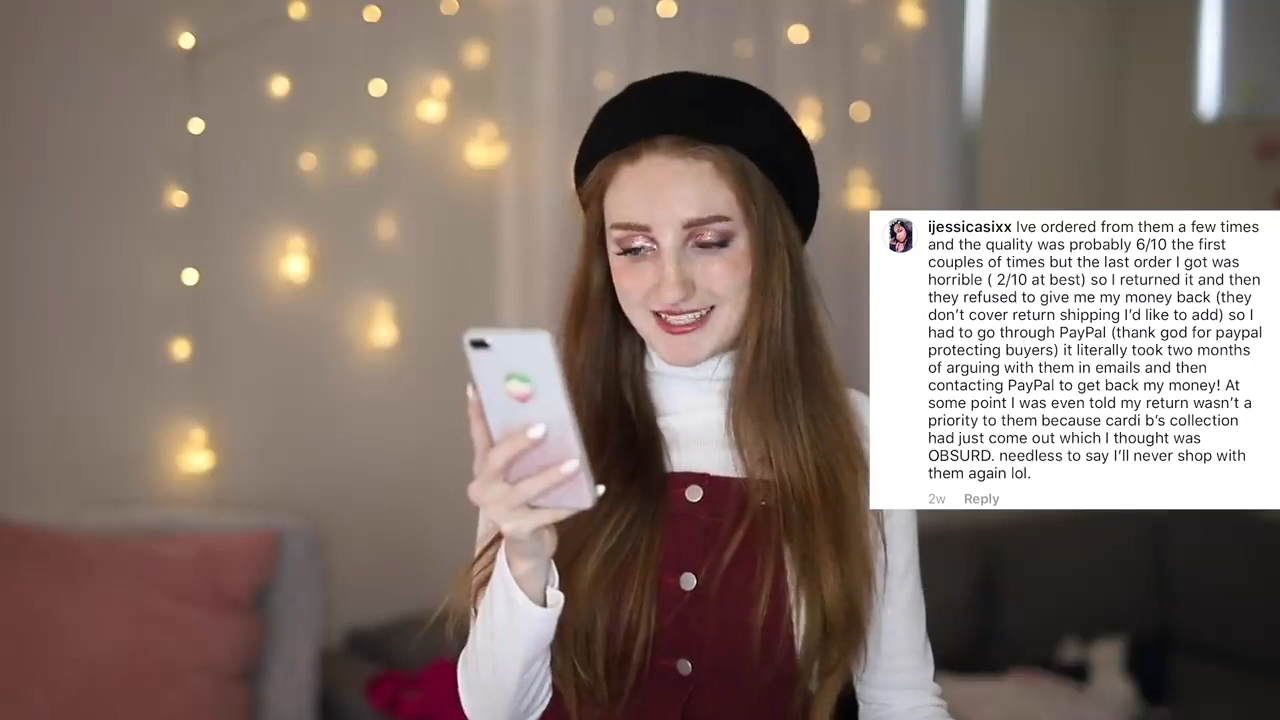 ijessicasixx Ive ordered from them a few times
and the quality was probably 6/10 the first
couples of times but the last order I got was
horrible ( 2/10 at best) so I returned it and then
they refused to give me my money back (they
don't cover return shipping I'd like to add) so I
had to go through PayPal (thank god for paypal
protecting buyers) it literally took two months
of arguing with them in emails and then
contacting PayPal to get back my money! At
some point I was even told my return wasn't a
priority to them because cardi b's collection
had just come out which I thought was
OBSURD. needless to say I'll never shop with
them again lol.
2w Reply